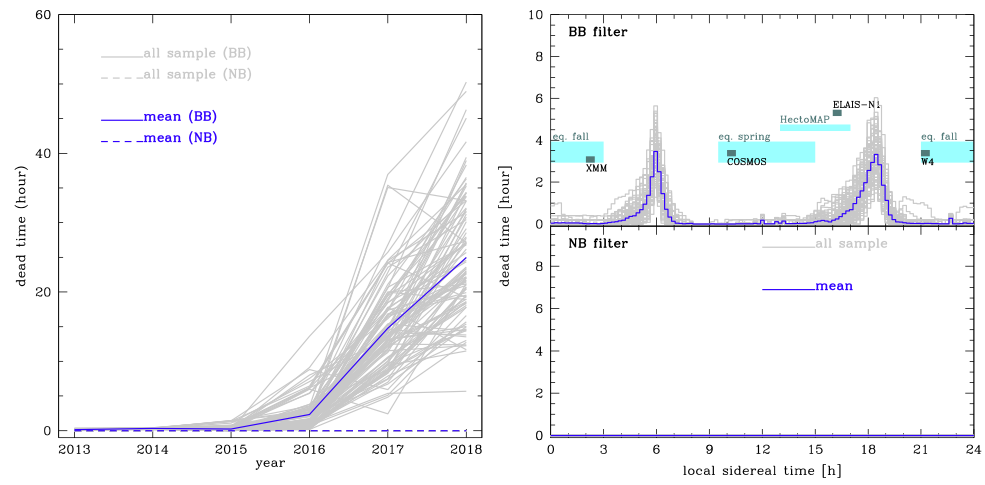 60
40
20
0
dead time (hour)
all sample (BB)
all sample (NB)
mean (BB)
mean (NB)
2013 2014 2015 2016 2017 2018
year
10
8
6
4
2
0
dead time [hour]
BB filter
ELAIS-N1
HectoMAP
eq. fall
eq. spring
eq. fall
XMM
COSMOS
W4
8
6
4
2
0
NB filter
all sample
mean
0 3 6 9 12 15 18 21 24
local sidereal time [h]